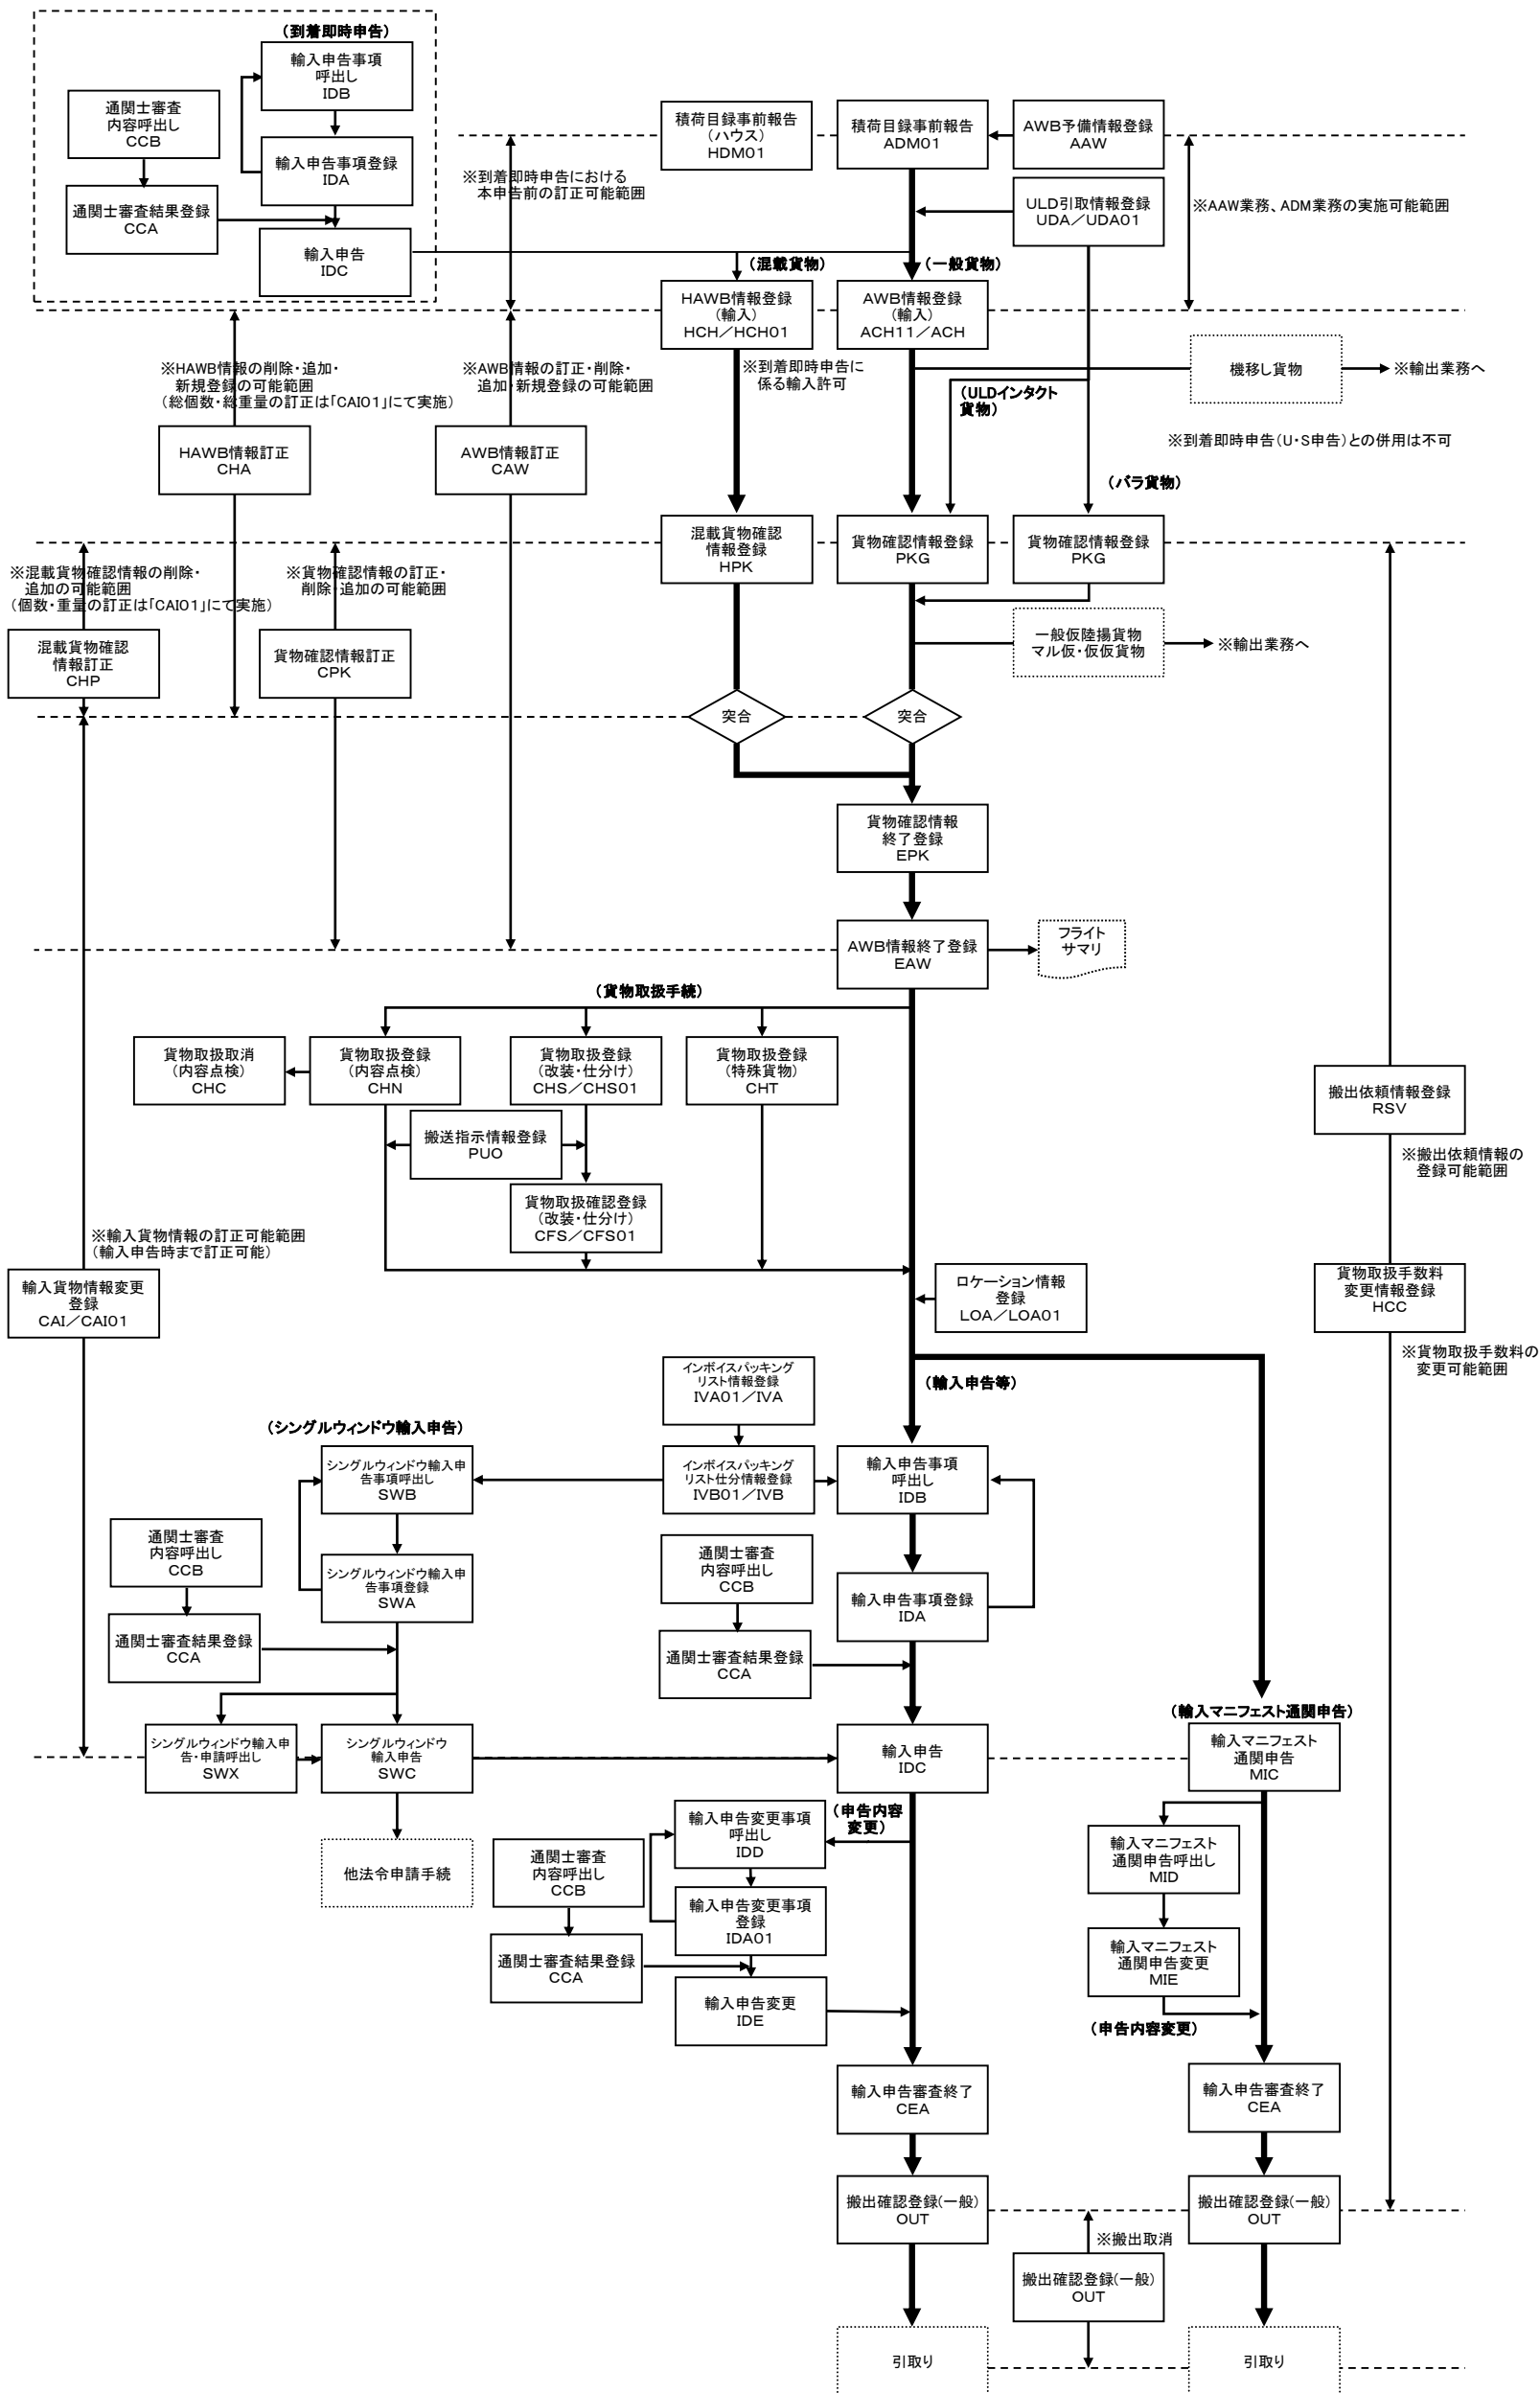 （到着即時申告）
輸入申告事項
呼出し
IDB
通関士審査
内容呼出し
CCB
輸入申告事項登録
IDA
通関士審査結果登録
CCA
輸入申告
IDC
積荷目録事前報告
（ハウス）
HDM01
積荷目録事前報告
ADM01
AWB予備情報登録
AAW
※到着即時申告における
本申告前の訂正可能範囲
ULD引取情報登録
UDA／UDA01
※AAW業務、ADM業務の実施可能範囲
（混載貨物）
（一般貨物）
HAWB情報登録
（輸入）
HCH／HCH01
AWB情報登録
（輸入）
ACH11／ACH
※HAWB情報の削除・追加・
新規登録の可能範囲
（総個数・総重量の訂正は「CAI01」にて実施）
※AWB情報の訂正・削除・
追加・新規登録の可能範囲
※到着即時申告に
係る輸入許可
機移し貨物
※輸出業務へ
（ULDインタクト
貨物）
※到着即時申告（U・S申告）との併用は不可
HAWB情報訂正
CHA
AWB情報訂正
CAW
（バラ貨物）
混載貨物確認
情報登録
HPK
貨物確認情報登録
PKG
貨物確認情報登録
PKG
※混載貨物確認情報の削除・
追加の可能範囲
（個数・重量の訂正は「CAI01」にて実施）
※貨物確認情報の訂正・
削除・追加の可能範囲
混載貨物確認
情報訂正
CHP
貨物確認情報訂正
CPK
一般仮陸揚貨物
マル仮・仮仮貨物
※輸出業務へ
突合
突合
貨物確認情報
終了登録
EPK
AWB情報終了登録
EAW
フライト
サマリ
（貨物取扱手続）
貨物取扱取消
（内容点検）
CHC
貨物取扱登録
（内容点検）
CHN
貨物取扱登録
（改装・仕分け）
CHS／CHS01
貨物取扱登録
（特殊貨物）
CHT
搬出依頼情報登録
RSV
搬送指示情報登録
PUO
※搬出依頼情報の
登録可能範囲
貨物取扱確認登録
（改装・仕分け）
CFS／CFS01
※輸入貨物情報の訂正可能範囲
（輸入申告時まで訂正可能）
輸入貨物情報変更
登録
CAI／CAI01
ロケーション情報
登録
LOA／LOA01
貨物取扱手数料
変更情報登録
HCC
※貨物取扱手数料の
変更可能範囲
インボイスパッキング
リスト情報登録
IVA01／IVA
（輸入申告等）
（シングルウィンドウ輸入申告）
シングルウィンドウ輸入申
告事項呼出し
SWB
インボイスパッキング
リスト仕分情報登録
IVB01／IVB
輸入申告事項
呼出し
IDB
通関士審査
内容呼出し
CCB
シングルウィンドウ輸入申
告事項登録
SWA
通関士審査
内容呼出し
CCB
輸入申告事項登録
IDA
通関士審査結果登録
CCA
通関士審査結果登録
CCA
（輸入マニフェスト通関申告）
シングルウィンドウ輸入申
告・申請呼出し
SWX
シングルウィンドウ
輸入申告
SWC
輸入申告
IDC
輸入マニフェスト
通関申告
MIC
他法令申請手続
（申告内容
変更）
輸入申告変更事項
呼出し
IDD
通関士審査
内容呼出し
CCB
輸入マニフェスト
通関申告呼出し
MID
輸入申告変更事項
登録
IDA01
通関士審査結果登録
CCA
輸入マニフェスト
通関申告変更
MIE
輸入申告変更
IDE
（申告内容変更）
輸入申告審査終了
CEA
輸入申告審査終了
CEA
搬出確認登録（一般）
OUT
搬出確認登録（一般）
OUT
※搬出取消
搬出確認登録（一般）
OUT
引取り
引取り